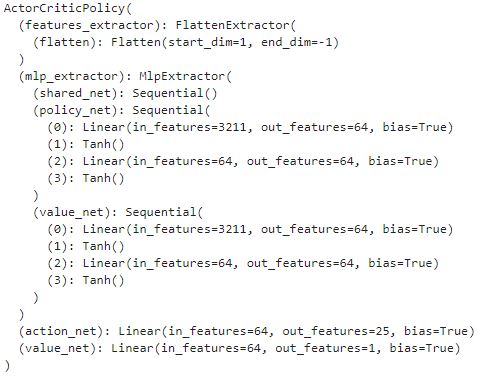 ActorCriticPolicy(
  (features_extractor): FlattenExtractor(
    (flatten): Flatten(start_dim=1, end_dim=-1)
  )
  (mlp_extractor): MlpExtractor(
    (shared_net): Sequential()
    (policy_net): Sequential(
      (0): Linear(in_features=3211, out_features=64, bias=True)
      (1): Tanh()
      (2): Linear(in_features=64, out_features=64, bias=True)
      (3): Tanh()
    )
    (value_net): Sequential(
      (0): Linear(in_features=3211, out_features=64, bias=True)
      (1): Tanh()
      (2): Linear(in_features=64, out_features=64, bias=True)
      (3): Tanh()
    )
  )
  (action_net): Linear(in_features=64, out_features=25, bias=True)
  (value_net): Linear(in_features=64, out_features=1, bias=True)
)